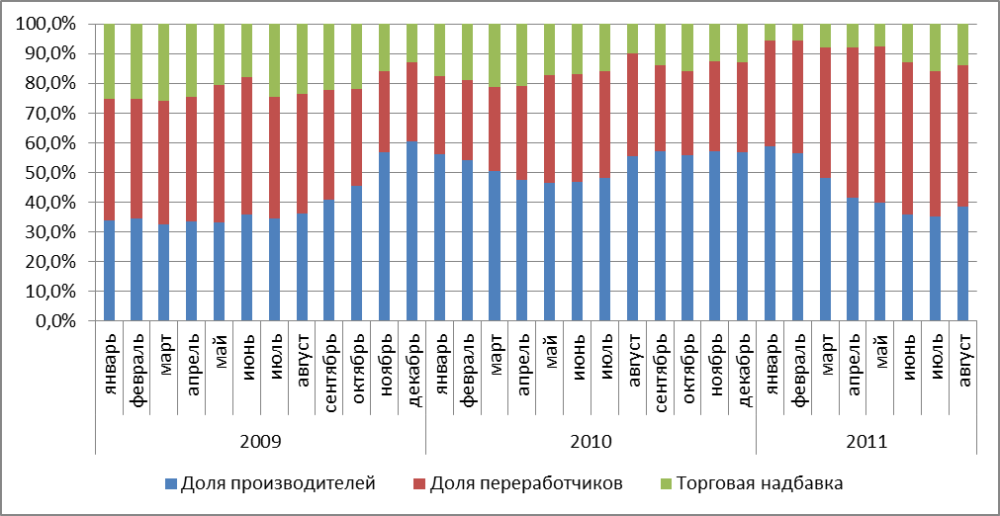 100,0%
90,0%
80,0%
70,0%
60,0%
50,0%
40,0%
30,0%
20,0%
10,0%
0,0%
январь
февраль
март
апрель
май
июнь
июль
август
сентябрь
октябрь
ноябрь
декабрь
январь
февраль
март
апрель
май
июнь
июль
август
сентябрь
октябрь
ноябрь
декабрь
январь
февраль
март
апрель
май
июнь
июль
август
2009 2010 2011
Доля производителей Доля переработчиков Торговая надбавка